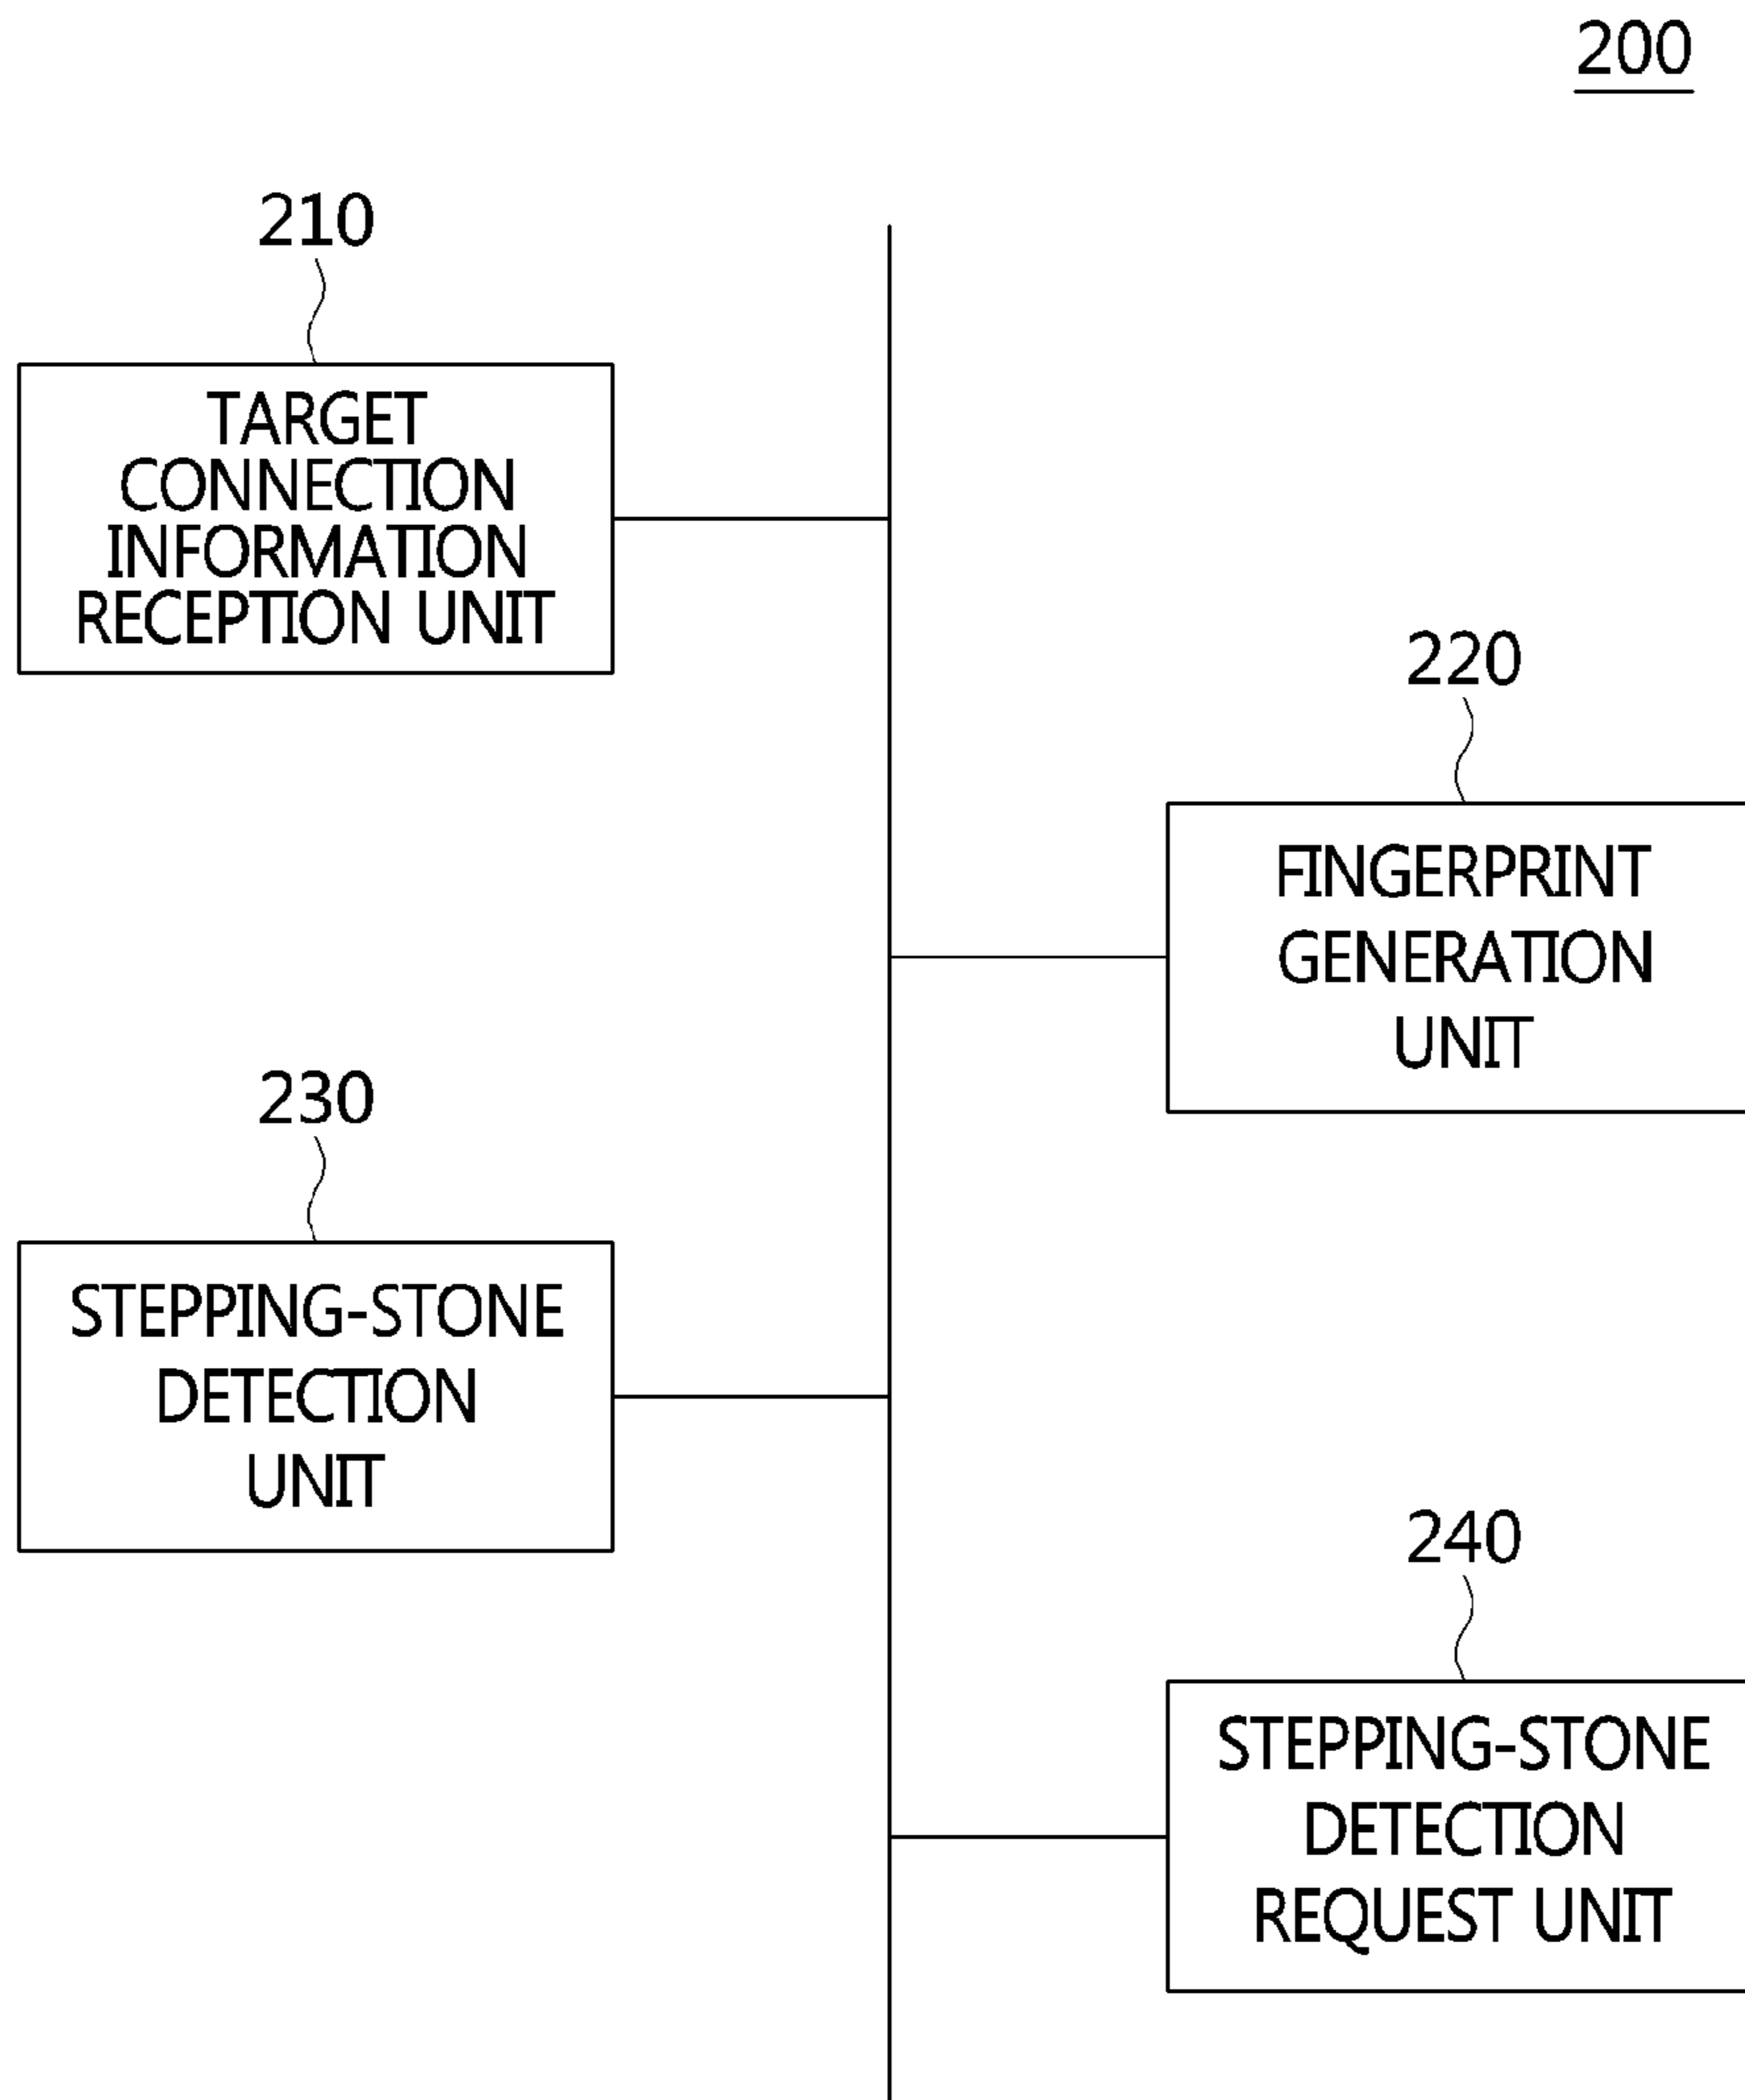 200
210
TARGET
CONNECTION
INFORMATION
RECEPTION UNIT
220
FINGERPRINT
GENERATION
UNIT
230
STEPPING-STONE
DETECTION
UNIT
240
STEPPING-STONE
DETECTION
REQUEST UNIT